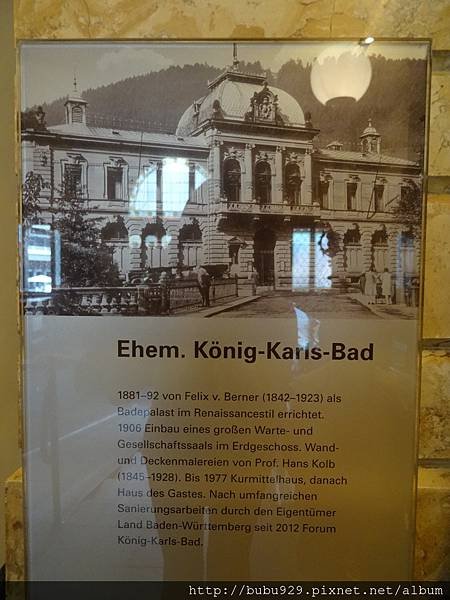 Ehem. König-Karls-Bad
1881–92 von Felix v. Berner (1842–1923) als
Badepalast im Renaissancestil errichtet.
1906 Einbau eines großen Warte- und
Gesellschaftssaals im Erdgeschoss. Wand-
und Deckenmalereien von Prof. Hans Kolb
(1845–1928). Bis 1977 Kurmittelhaus, danach
Haus des Gastes. Nach umfangreichen
Sanierungsarbeiten durch den Eigentümer
Land Baden-Württemberg seit 2012 Forum
König-Karls-Bad.
http://bubu929.pixnet.net/album